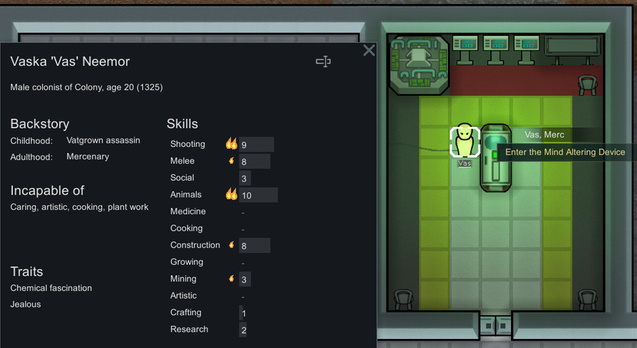 Vaska 'Vas' Neemor
Male colonist of Colony, age 20 (1325)
Backstory
Childhood: Vatgrown assassin
Adulthood: Mercenary
Incapable of
Caring, artistic, cooking, plant work
Traits
Chemical fascination
Jealous
Skills
Shooting 9
Melee 8
Social 3
Animals 10
Medicine -
Cooking -
Construction 8
Growing -
Mining 3
Artistic -
Crafting 1
Research 2
Vas, Merc
Enter the Mind Altering Device
Vas